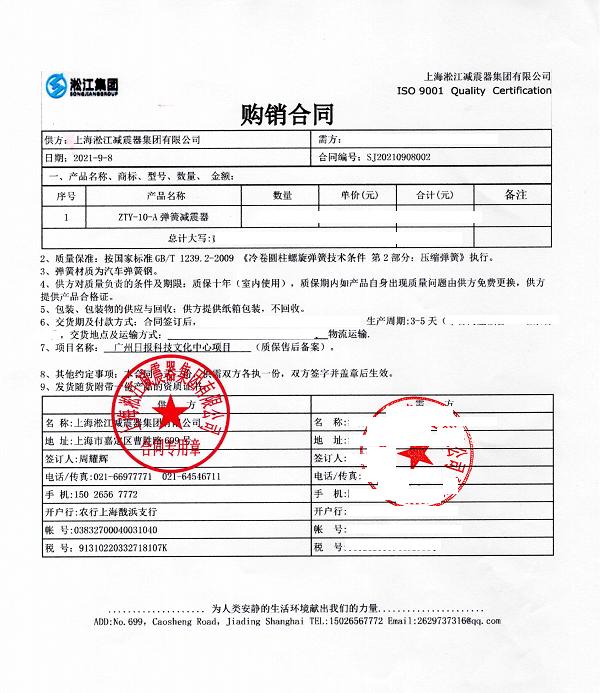 淞江集团
SONGJIANGGROUP
上海淞江减震器集团有限公司
ISO 9001 Quality Certification
购销合同
供方：上海淞江减震器集团有限公司 需方：
日期：2021-9-8 合同编号：SJ20210908002
一、产品名称、商标、型号、数量、金额：
序号 产品名称 数量 单价(元) 合计(元) 备注
1 ZTY-10-A 弹簧减震器
总计大写：
2、质量保准：按国家标准 GB/T 1239.2-2009 《冷卷圆柱螺旋弹簧技术条件 第 2 部分：压缩弹簧》执行。
3、弹簧材质为汽车弹簧钢。
4、供方对质量负责的条件及期限：质保十年（室内使用），质保期内如产品自身出现质量问题由供方免费更换，供方
提供产品合格证。
5、包装、包装物的供应与回收：供方提供纸箱包装，不回收。
6、交货期及付款方式：合同签订后， 生产周期：3-5 天（
，交货地点及运输方式： 物流运输.
7、项目名称： 广州日报科技文化中心项目 （质保售后备案）。
8、其他约定事项：本合同 供需双方各执一份，双方签字并盖章后生效。
9、发货随货附带一份产品的资质证书
供 方 需 方
名 称：上海淞江减震器集团有限公司 名 称：
地 址：上海市嘉定区曹胜路 699 号 地 址：
签订人：周耀辉 签订人：
电话/传真：021-66977771 021-64546711 电话/传真：
手 机：150 2656 7772 手 机：
开户行：农行上海戬浜支行 开户行：
帐 号：03832700040031040 帐 号：
税 号：91310220332718107K 税 号：
上海淞江减震器集团有限公司
合同专用章
公司
为人类安静的生活环境献出我们的力量
ADD:No.699, Caosheng Road, Jiading Shanghai TEL:15026567772 Email:2629737316@qq.com